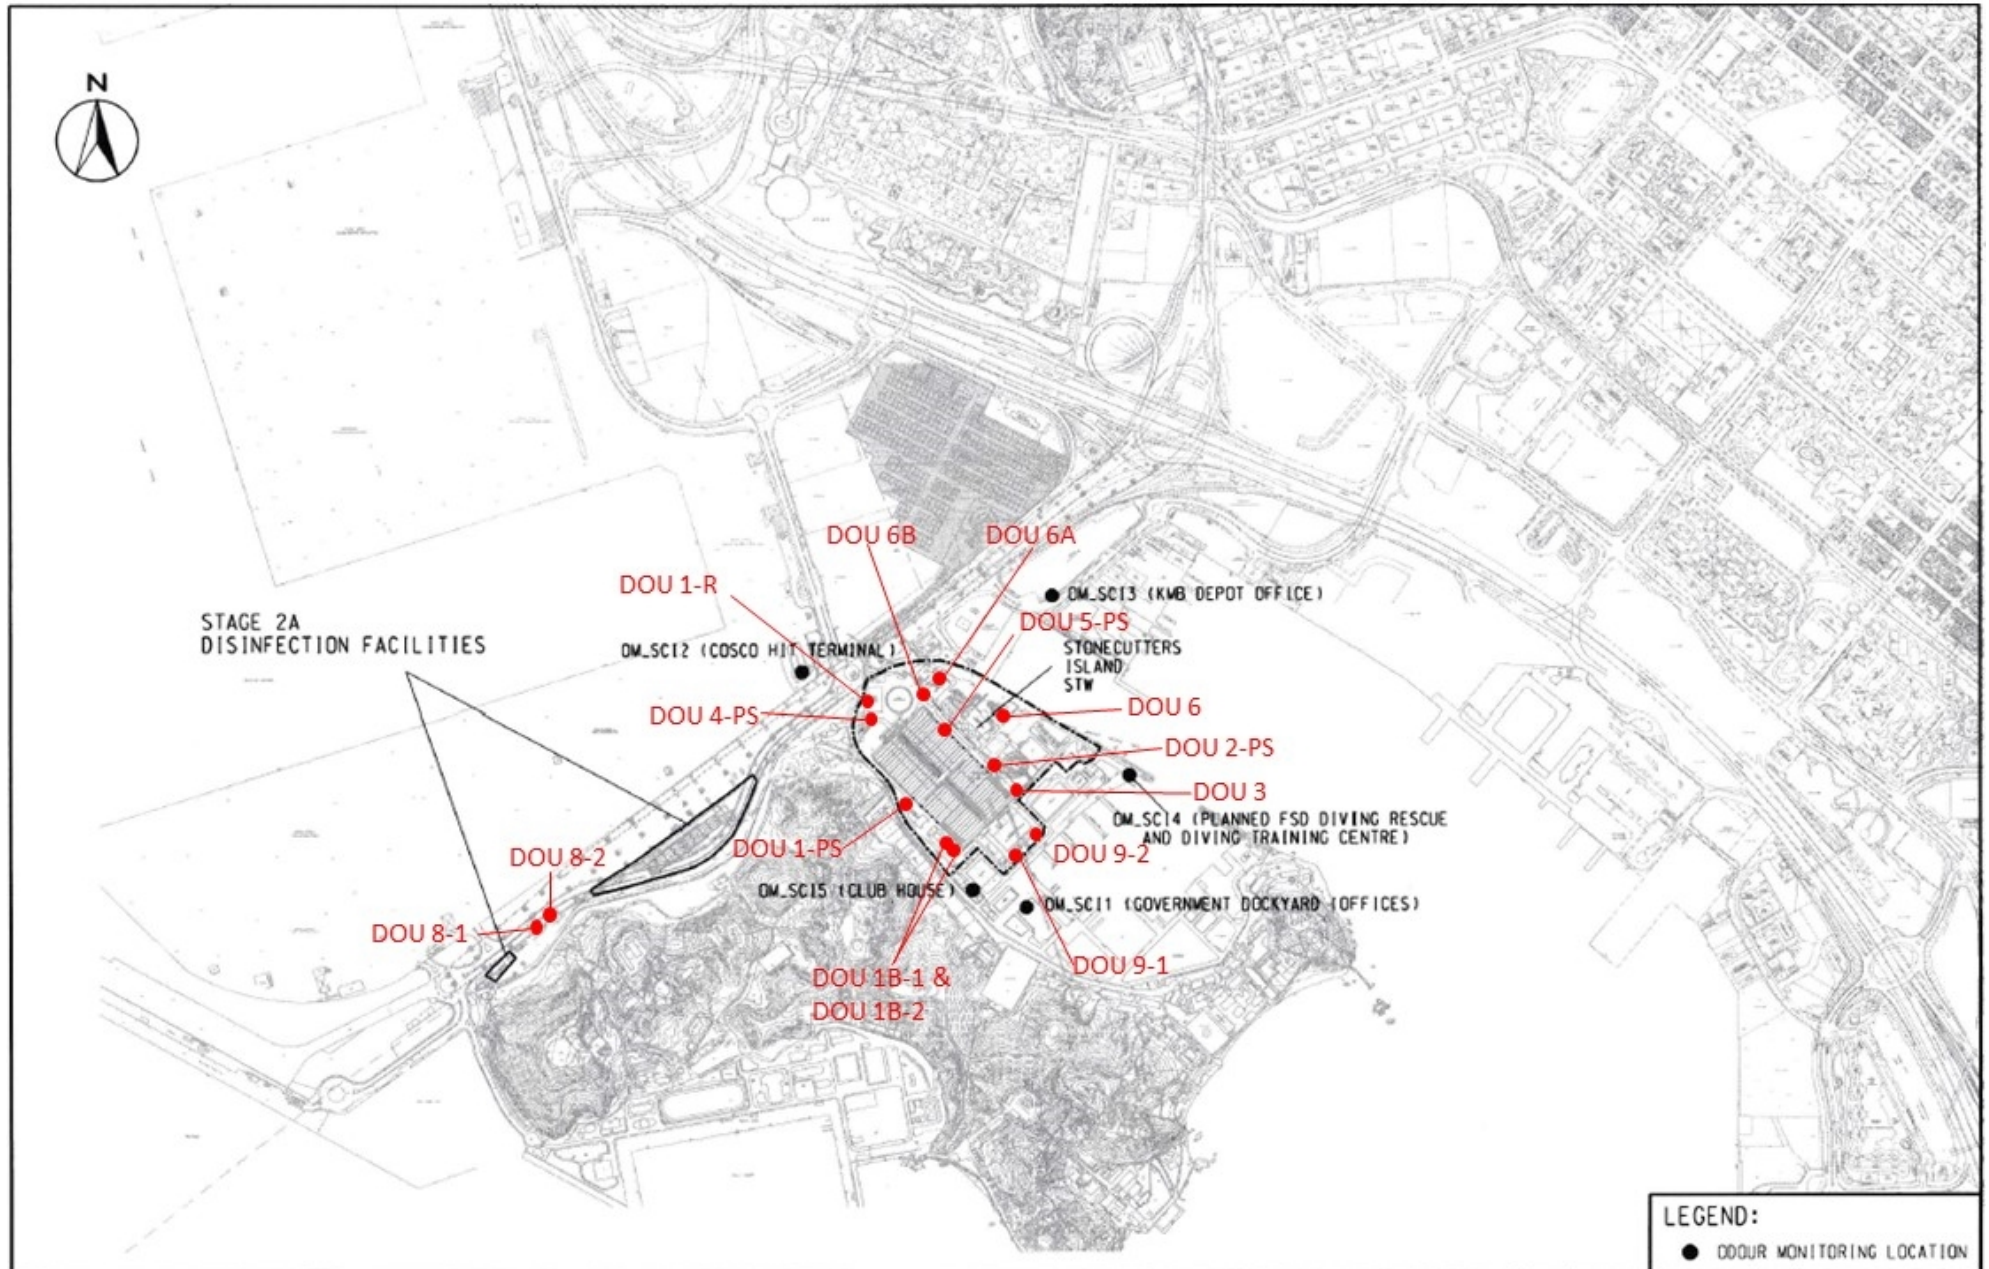 N
DOU 6B
DOU 6A
DOU 1-R
OM_SCI3 (KMB DEPOT OFFICE)
STAGE 2A
DISINFECTION FACILITIES
DOU 5-PS
OM_SCI2 (COSCO HIT TERMINAL)
STONECUTTERS
ISLAND
STW
DOU 4-PS
DOU 6
DOU 2-PS
DOU 3
OM_SCI4 (PLANNED FSD DIVING RESCUE
AND DIVING TRAINING CENTRE)
DOU 1-PS
DOU 9-2
DOU 8-2
OM_SCI5 (CLUB HOUSE)
OM_SCI1 (GOVERNMENT DOCKYARD (OFFICES)
DOU 8-1
DOU 9-1
DOU 1B-1 &
DOU 1B-2
LEGEND:
ODOUR MONITORING LOCATION